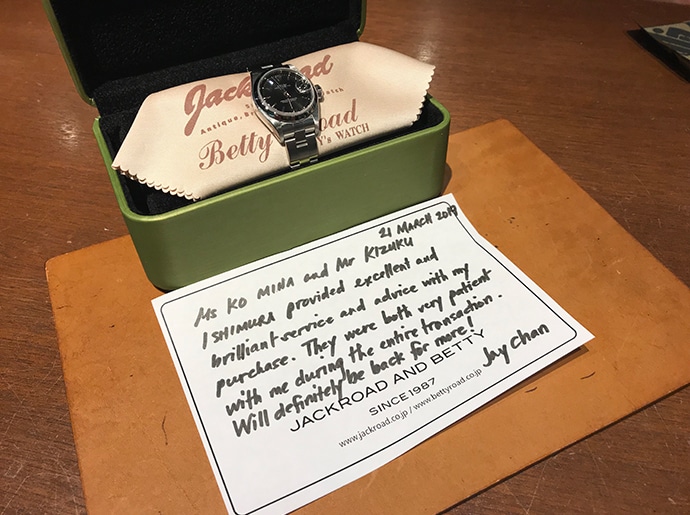 Jackroad
Antique, Br
Betty Road
Y's WATCH
21 MARCH 2019
Ms KO MINA and Mr KIZUKU
ISHIMURA provided excellent and
brilliant service and advice with my
purchase. They were both very patient
with me during the entire transaction.
Will definitely be back for more!
Jay Chan
JACKROAD AND BETTY
SINCE 1987
www.jackroad.co.jp / www.bettyroad.co.jp